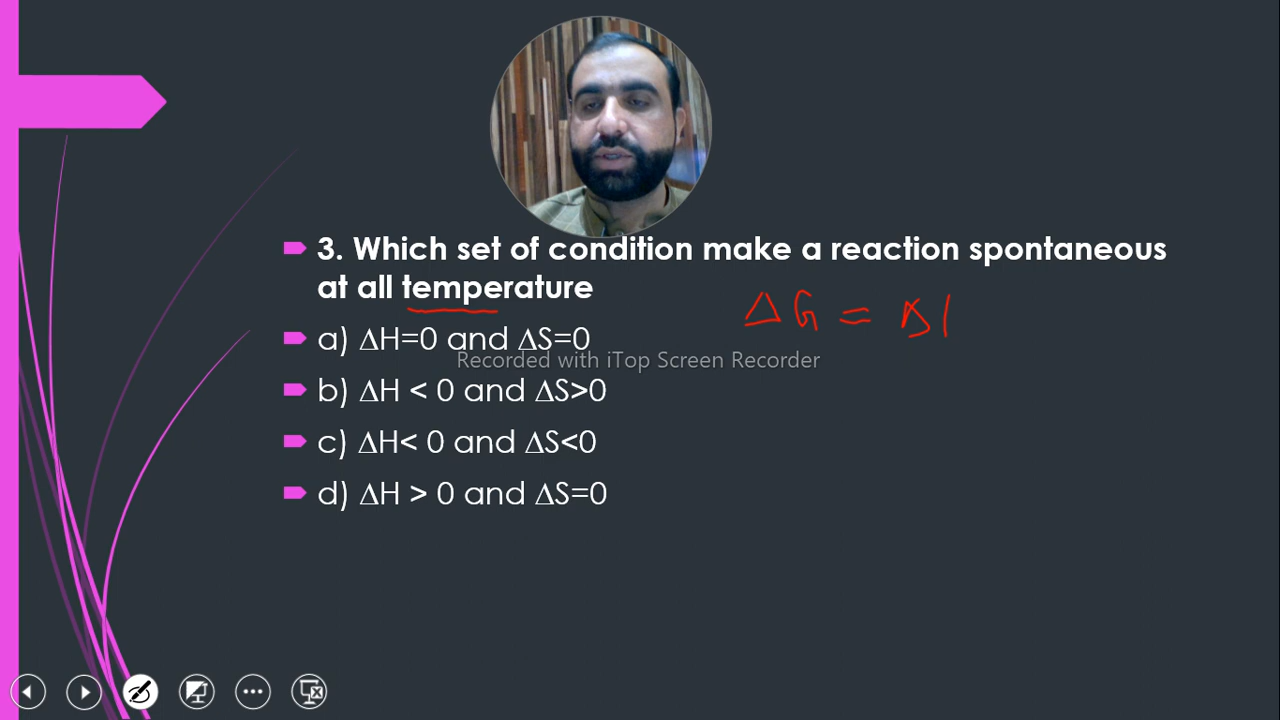 3. Which set of condition make a reaction spontaneous
at all temperature
ΔG = Δ
a) ΔH=0 and ΔS=0
Recorded with iTop Screen Recorder
b) ΔH < 0 and ΔS>0
c) ΔH< 0 and ΔS<0
d) ΔH > 0 and ΔS=0